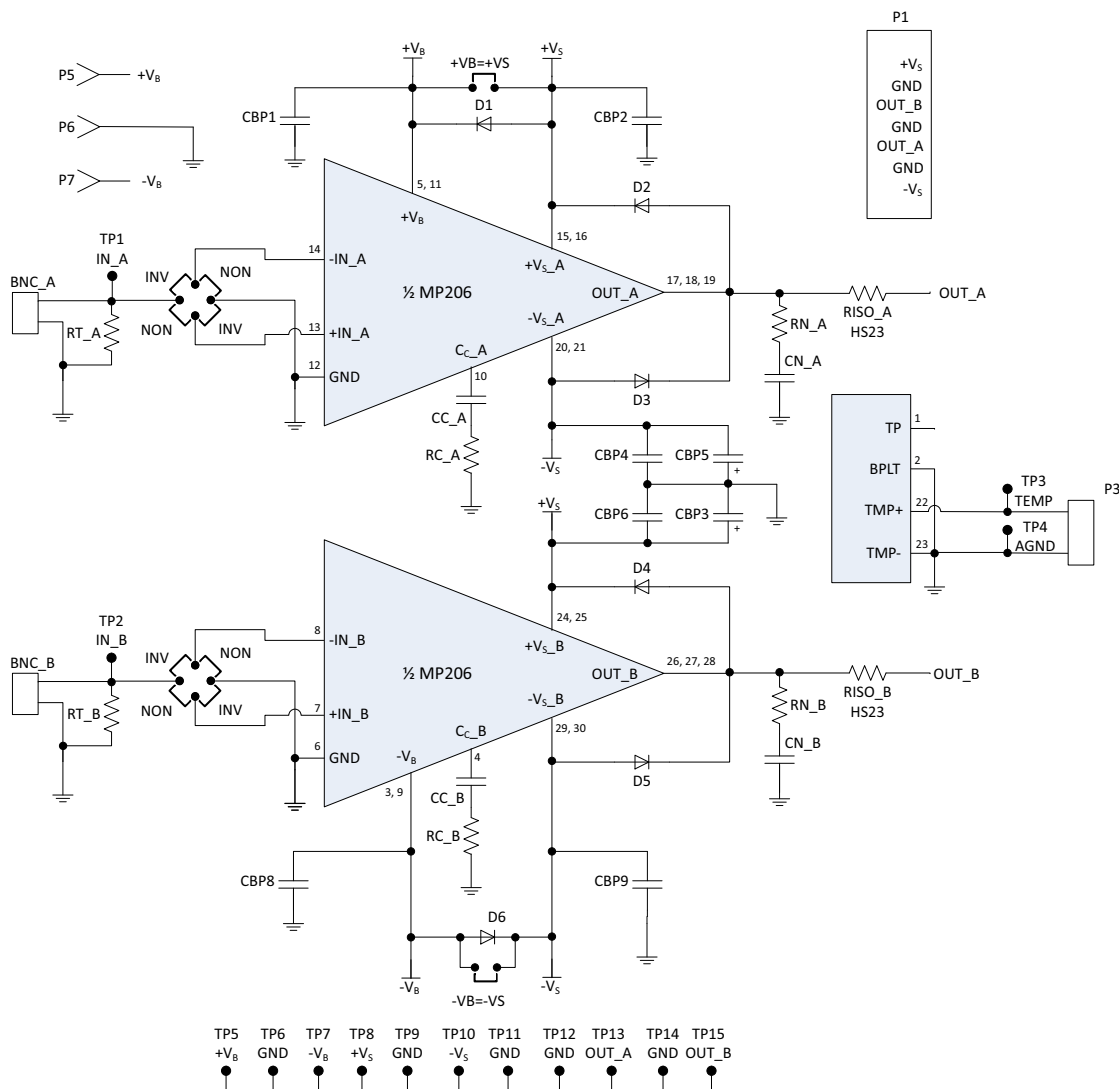 P1
+VS
GND
OUT_B
GND
OUT_A
GND
-VS
P5
+VB
P6
P7
-VB
+VB
+VB=+VS
+VS
CBP1
D1
CBP2
5, 11
+VB
D2
15, 16
+VS_A
TP1
IN_A
BNC_A
RT_A
INV
NON
NON
INV
14
-IN_A
½ MP206
OUT_A
17, 18, 19
13
+IN_A
-VS_A
12
GND
20, 21
CC_A
10
CC_A
RC_A
D3
RN_A
CN_A
RISO_A
HS23
OUT_A
-VS
CBP4
CBP5
+
+VS
CBP6
CBP3
+
TP
1
BPLT
2
TMP+
22
TMP-
23
TP3
TEMP
TP4
AGND
P3
D4
24, 25
+VS_B
TP2
IN_B
BNC_B
RT_B
INV
NON
NON
INV
8
-IN_B
½ MP206
OUT_B
26, 27, 28
7
+IN_B
-VS_B
6
GND
29, 30
-VB
3, 9
CC_B
4
CC_B
RC_B
D5
RN_B
CN_B
RISO_B
HS23
OUT_B
CBP8
CBP9
D6
-VB
-VB=-VS
-VS
TP5 TP6 TP7 TP8 TP9 TP10 TP11 TP12 TP13 TP14 TP15
+VB GND -VB +VS GND -VS GND GND OUT_A GND OUT_B